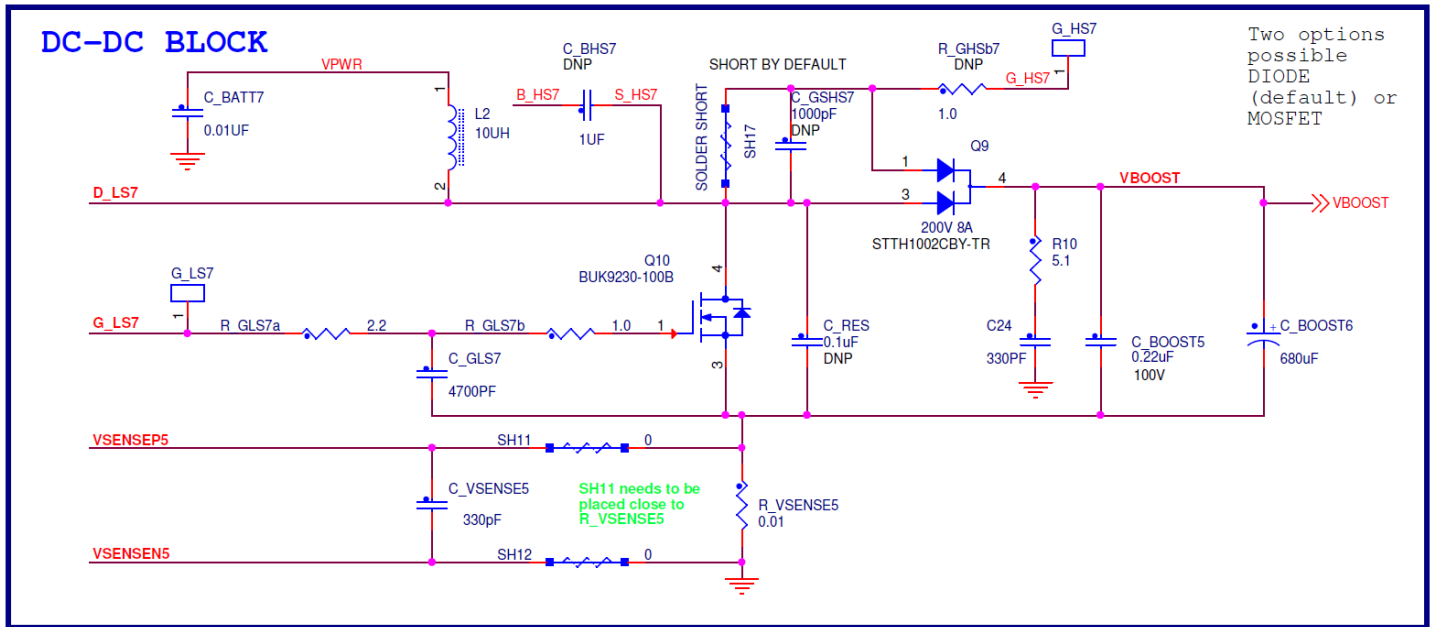 DC-DC BLOCK
VPWR
C_BATT7
0.01UF
1
L2
10UH
2
C_BHS7
DNP
B_HS7
S_HS7
1UF
SHORT BY DEFAULT
SOLDER SHORT
SH17
C_GSHS7
1000pF
DNP
R_GHSb7
DNP
1.0
G_HS7
G_HS7
1
Two options
possible
DIODE
(default) or
MOSFET
Q9
1
3
4
200V 8A
STTH1002CBY-TR
VBOOST
VBOOST
D_LS7
G_LS7
1
G_LS7
R_GLS7a
2.2
R_GLS7b
1.0
C_GLS7
4700PF
Q10
BUK9230-100B
1
4
3
C_RES
0.1uF
DNP
R10
5.1
C24
330PF
C_BOOST5
0.22uF
100V
+
C_BOOST6
680uF
VSENSEP5
SH11
0
C_VSENSE5
330pF
SH11 needs to be
placed close to
R_VSENSE5
R_VSENSE5
0.01
VSENSEN5
SH12
0